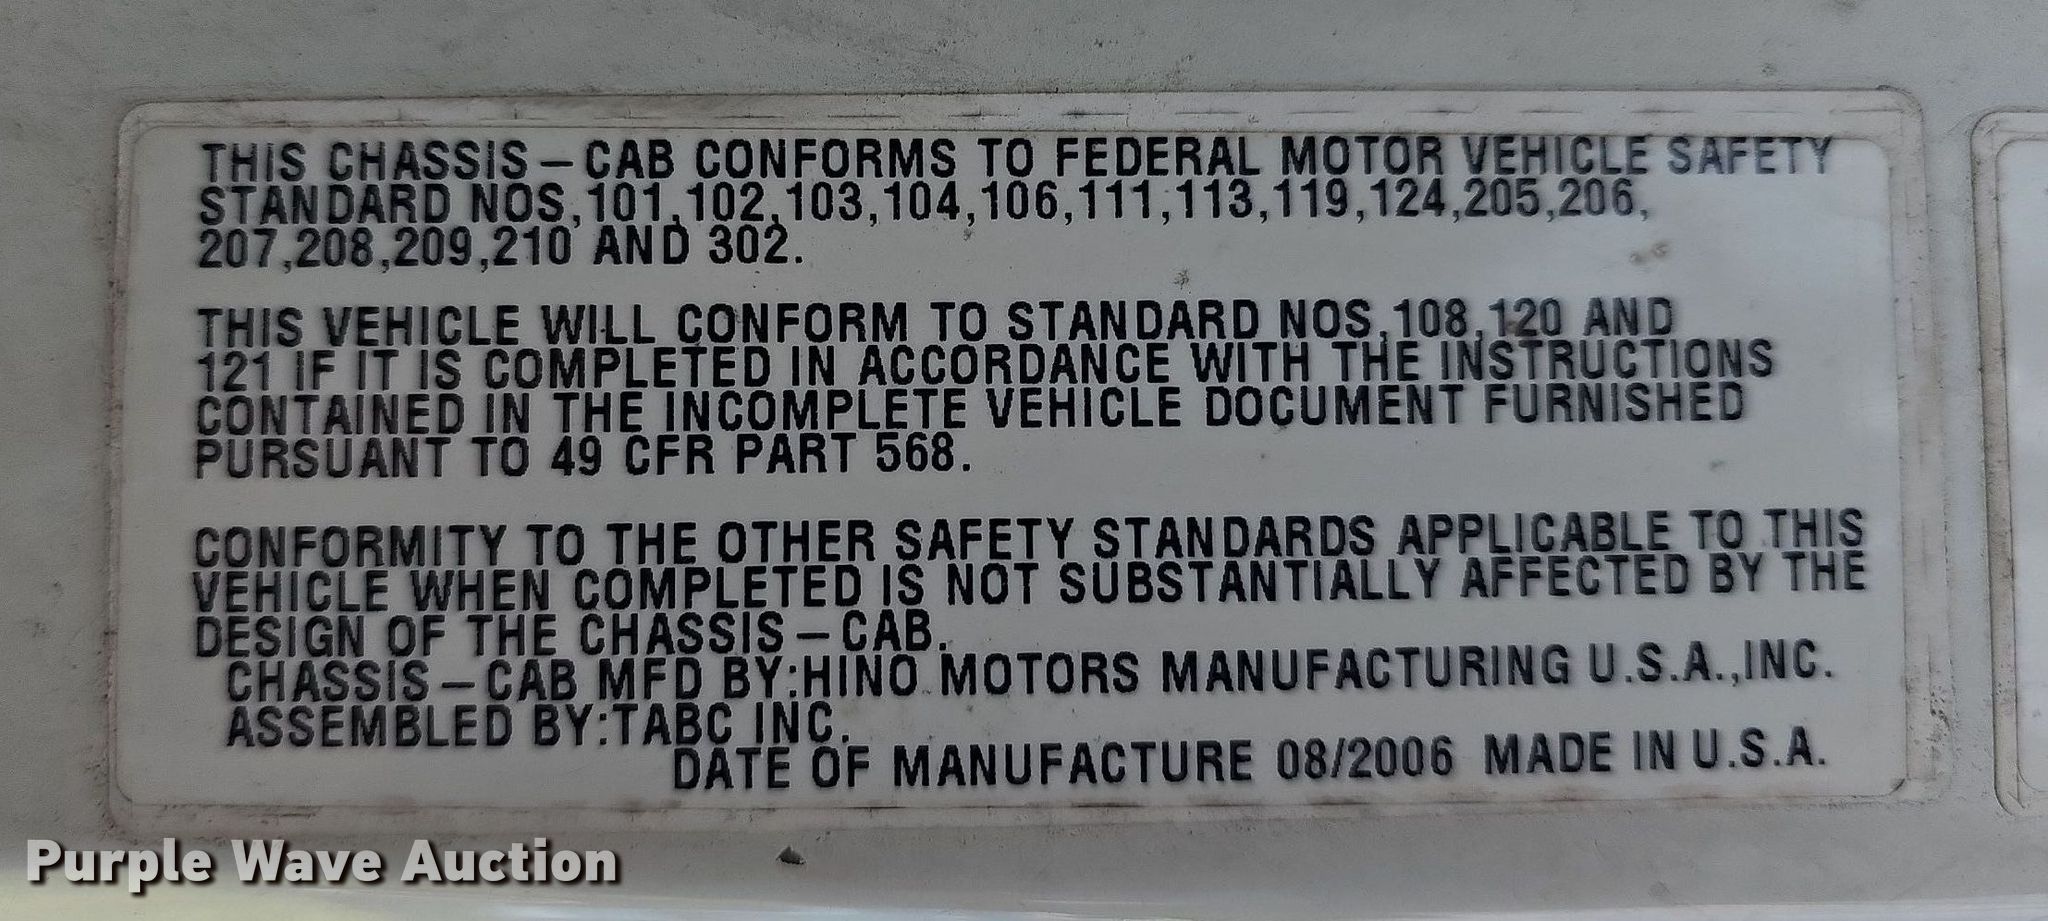 THIS CHASSIS-CAB CONFORMS TO FEDERAL MOTOR VEHICLE SAFETY
STANDARD NOS,101,102,103,104,106,111,113,119,124,205,206,
207,208,209,210 AND 302.
THIS VEHICLE WILL CONFORM TO STANDARD NOS,108,120 AND
121 IF IT IS COMPLETED IN ACCORDANCE WITH THE INSTRUCTIONS
CONTAINED IN THE INCOMPLETE VEHICLE DOCUMENT FURNISHED
PURSUANT TO 49 CFR PART 568.
CONFORMITY TO THE OTHER SAFETY STANDARDS APPLICABLE TO THIS
VEHICLE WHEN COMPLETED IS NOT SUBSTANTIALLY AFFECTED BY THE
DESIGN OF THE CHASSIS-CAB.
CHASSIS-CAB MFD BY:HINO MOTORS MANUFACTURING U.S.A.,INC.
ASSEMBLED BY:TABC INC.
DATE OF MANUFACTURE 08/2006 MADE IN U.S.A.
Purple Wave Auction